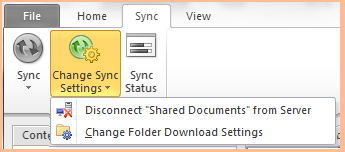 File Home Sync View
Sync
Change Sync
Settings
Sync
Status
Disconnect "Shared Documents" from Server
Change Folder Download Settings